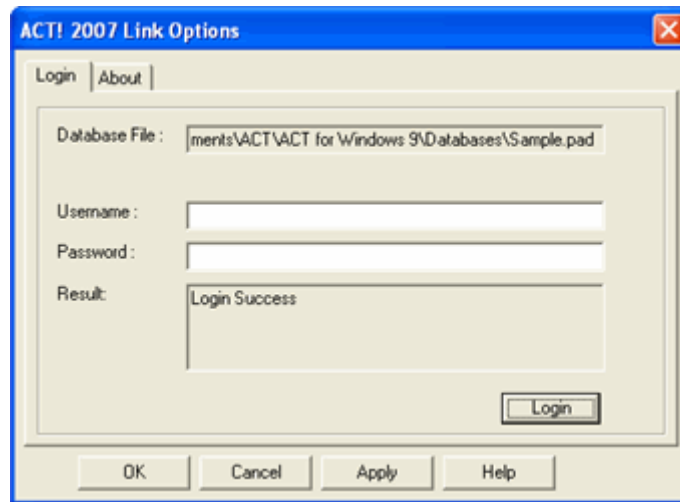 ACT! 2007 Link Options
Login About
Database File : ments\ACT\ACT for Windows 9\Databases\Sample.pad
Username :
Password :
Result: Login Success
Login
OK Cancel Apply Help